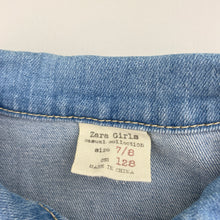 Zara Girls
casual collection
size 7/8
cm 128
MADE IN CHINA